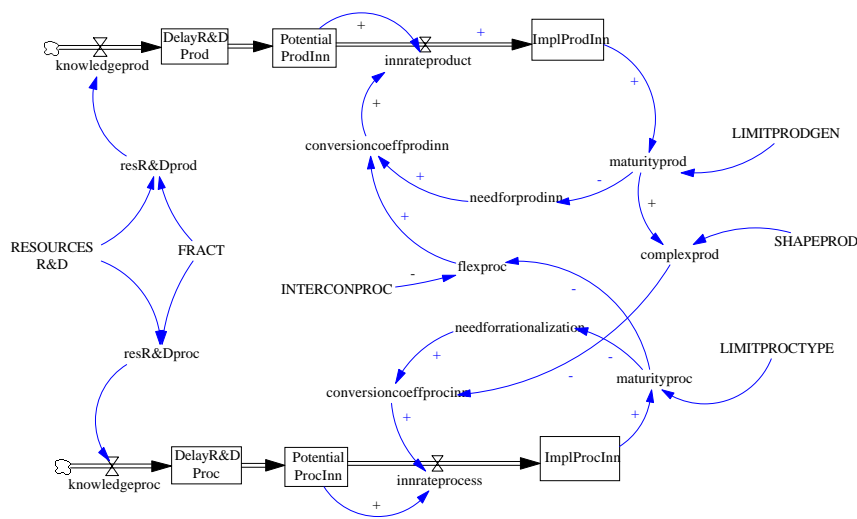 DelayR&D
Prod
Potential
ProdInn
ImplProdInn
knowledgeprod
innrateproduct
+
+
+
+
conversioncoeffprodinn
LIMITPRODGEN
resR&Dprod
maturityprod
+
-
needforprodinn
+
+
RESOURCES
R&D
FRACT
SHAPEPROD
complexprod
flexproc
-
INTERCONPROC
-
needforrationalization
+
resR&Dproc
LIMITPROCTYPE
-
-
maturityproc
conversioncoeffprocinn
+
+
DelayR&D
Proc
Potential
ProcInn
ImplProcInn
knowledgeproc
innrateprocess
+